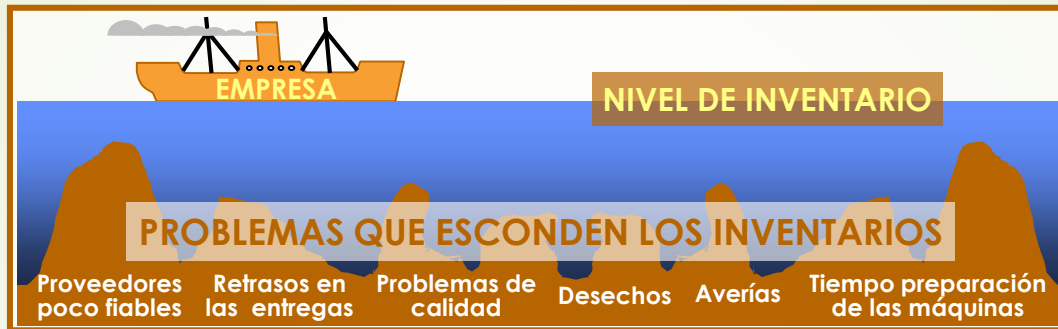 EMPRESA
NIVEL DE INVENTARIO
PROBLEMAS QUE ESCONDEN LOS INVENTARIOS
Proveedores
poco fiables
Retrasos en
las entregas
Problemas de
calidad
Desechos
Averías
Tiempo preparación
de las máquinas